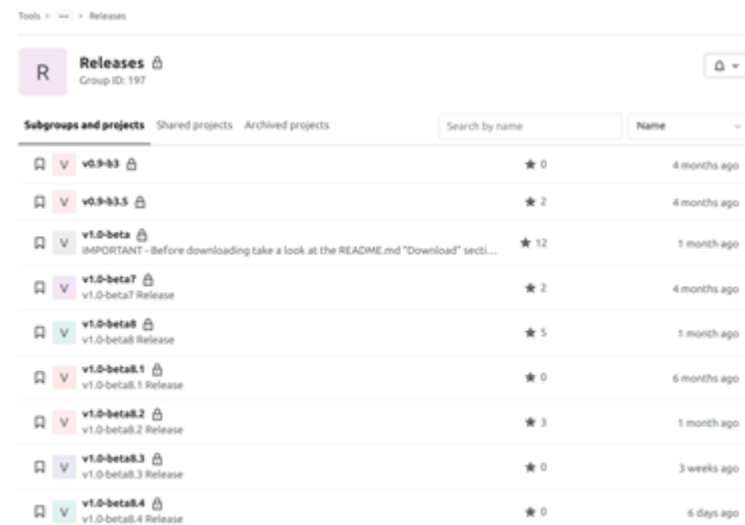 Tools > ... > Releases
R
Releases
Group ID: 197
Subgroups and projects Shared projects Archived projects Search by name Name
V v0.9-b3 0 4 months ago
V v0.9-b3.5 2 4 months ago
V v1.0-beta 12 1 month ago
IMPORTANT - Before downloading take a look at the README.md "Download" secti...
V v1.0-beta7 2 4 months ago
v1.0-beta7 Release
V v1.0-beta8 5 1 month ago
v1.0-beta8 Release
V v1.0-beta8.1 0 6 months ago
v1.0-beta8.1 Release
V v1.0-beta8.2 3 1 month ago
v1.0-beta8.2 Release
V v1.0-beta8.3 0 3 weeks ago
v1.0-beta8.3 Release
V v1.0-beta8.4 0 6 days ago
v1.0-beta8.4 Release